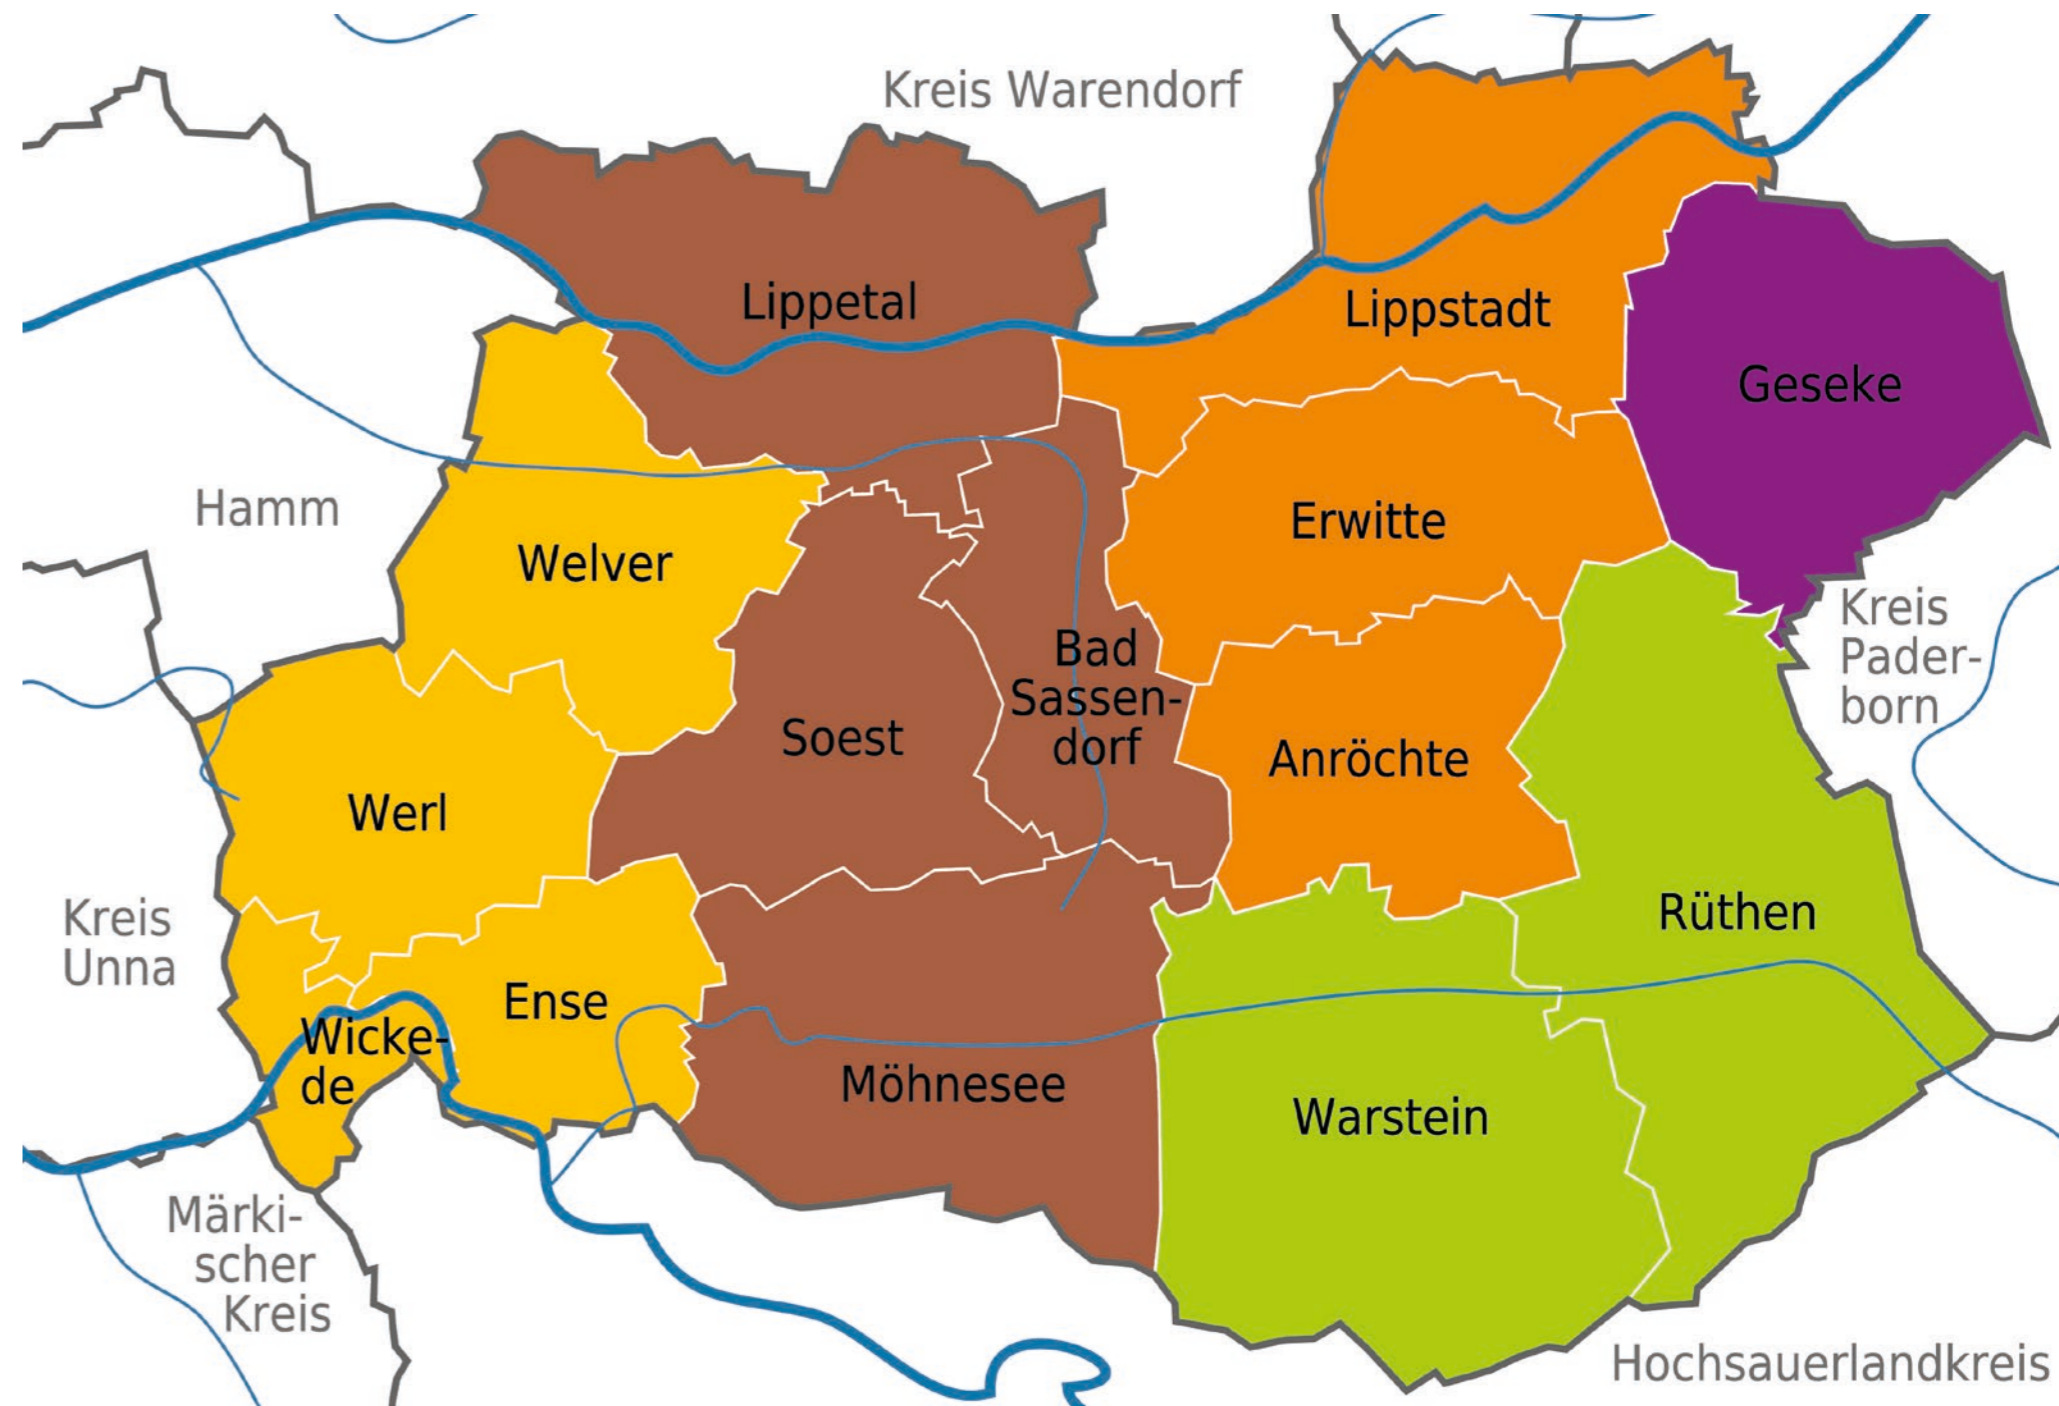 Kreis Warendorf
Lippetal
Lippstadt
Geseke
Hamm
Welver
Erwitte
Kreis
Pader-
born
Bad
Sassen-
dorf
Soest
Anröchte
Werl
Kreis
Unna
Rüthen
Ense
Wicke-
de
Möhnesee
Warstein
Märki-
scher
Kreis
Hochsauerlandkreis